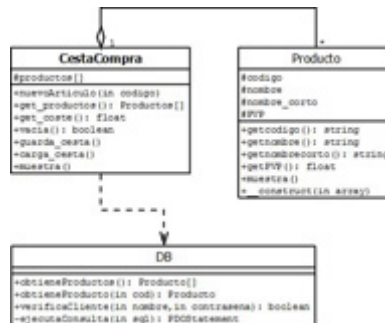 1
*
CestaCompra
#productos[]
+nuevoArticulo(in codigo)
+get_productos(): Productos[]
+get_coste(): float
+vacia(): boolean
+guarda_cesta()
+carga_cesta()
+muestra()
Producto
#codigo
#nombre
#nombre_corto
#PVP
+getcodigo(): string
+getnombre(): string
+getnombrecorto(): string
+getPVP(): float
+muestra()
+__construct(in array)
DB
+obtieneProductos(): Producto[]
+obtieneProducto(in cod): Producto
+verificaCliente(in nombre,in contrasena): boolean
-ejecutaConsulta(in sql): PDOStatement